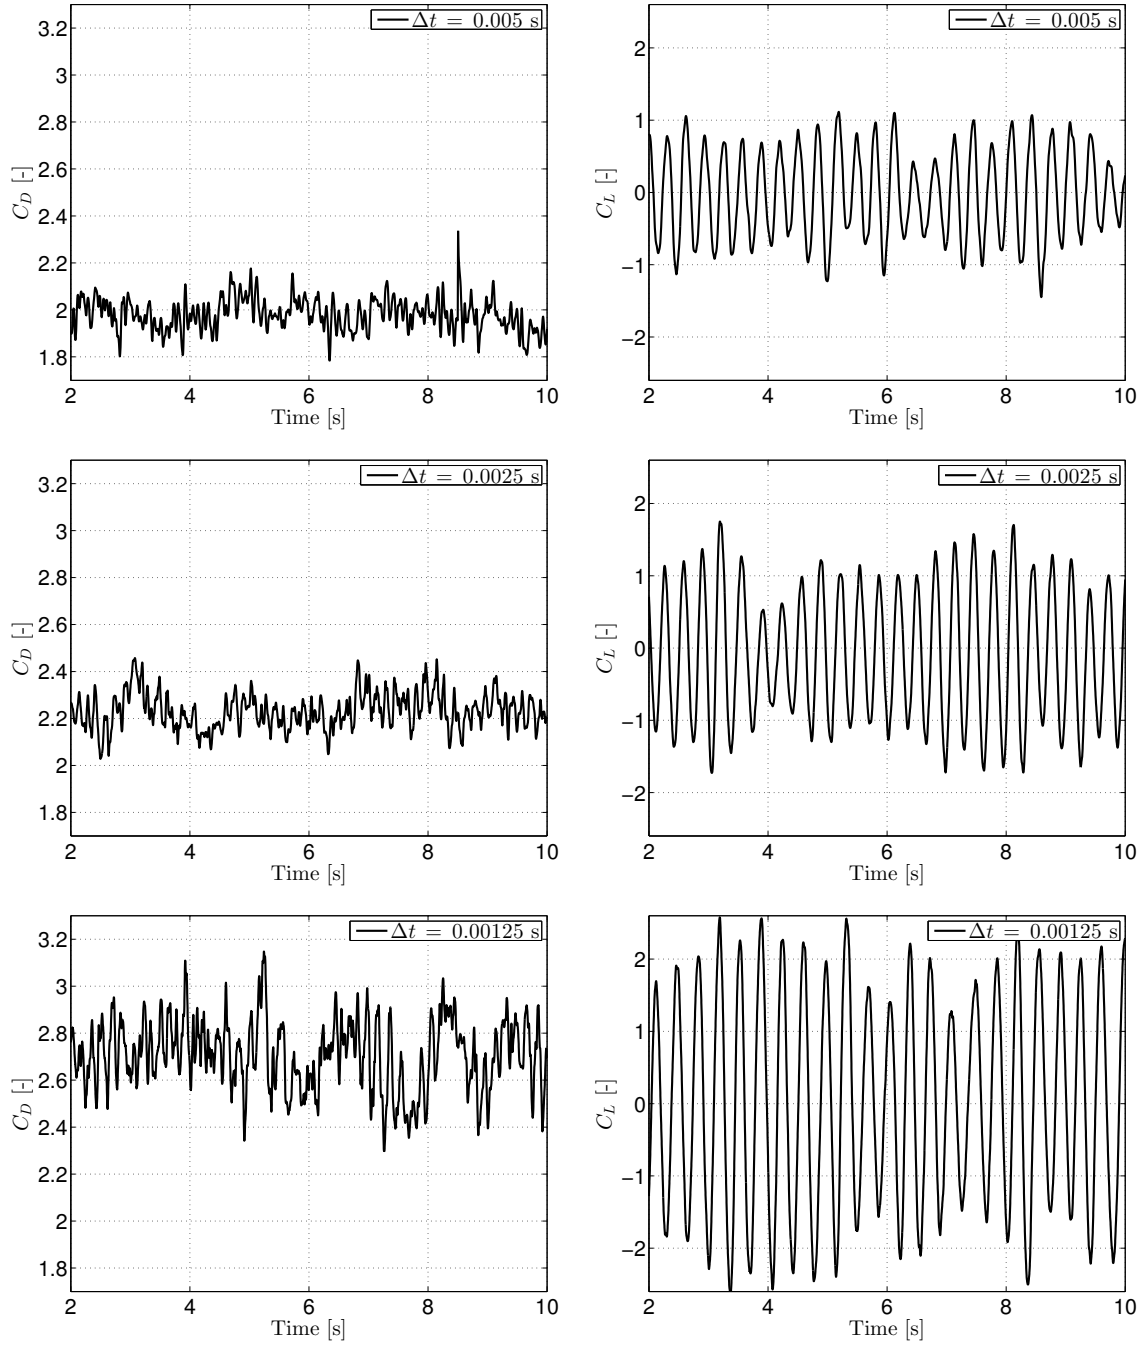 3.2
3
2.8
2.6
2.4
2.2
2
1.8
C_D [-]
Δt = 0.005 s
2 4 6 8 10
Time [s]
2
1
0
−1
−2
C_L [-]
Δt = 0.005 s
2 4 6 8 10
Time [s]
3.2
3
2.8
2.6
2.4
2.2
2
1.8
C_D [-]
Δt = 0.0025 s
2 4 6 8 10
Time [s]
2
1
0
−1
−2
C_L [-]
Δt = 0.0025 s
2 4 6 8 10
Time [s]
3.2
3
2.8
2.6
2.4
2.2
2
1.8
C_D [-]
Δt = 0.00125 s
2 4 6 8 10
Time [s]
2
1
0
−1
−2
C_L [-]
Δt = 0.00125 s
2 4 6 8 10
Time [s]